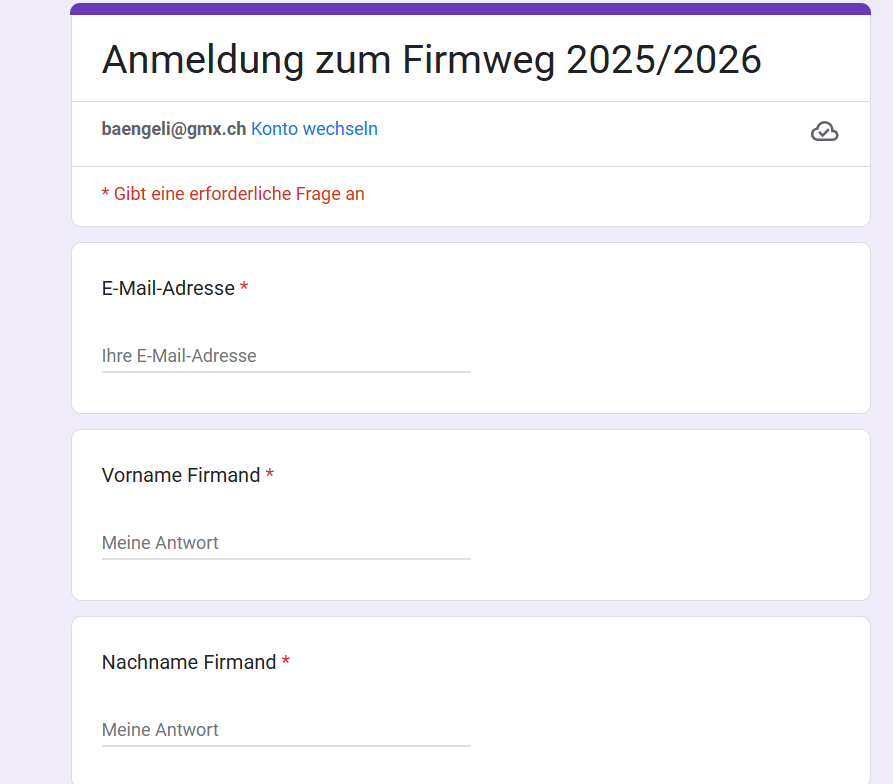 Anmeldung zum Firmweg 2025/2026
baengeli@gmx.ch Konto wechseln
* Gibt eine erforderliche Frage an
E-Mail-Adresse *
Ihre E-Mail-Adresse
Vorname Firmand *
Meine Antwort
Nachname Firmand *
Meine Antwort